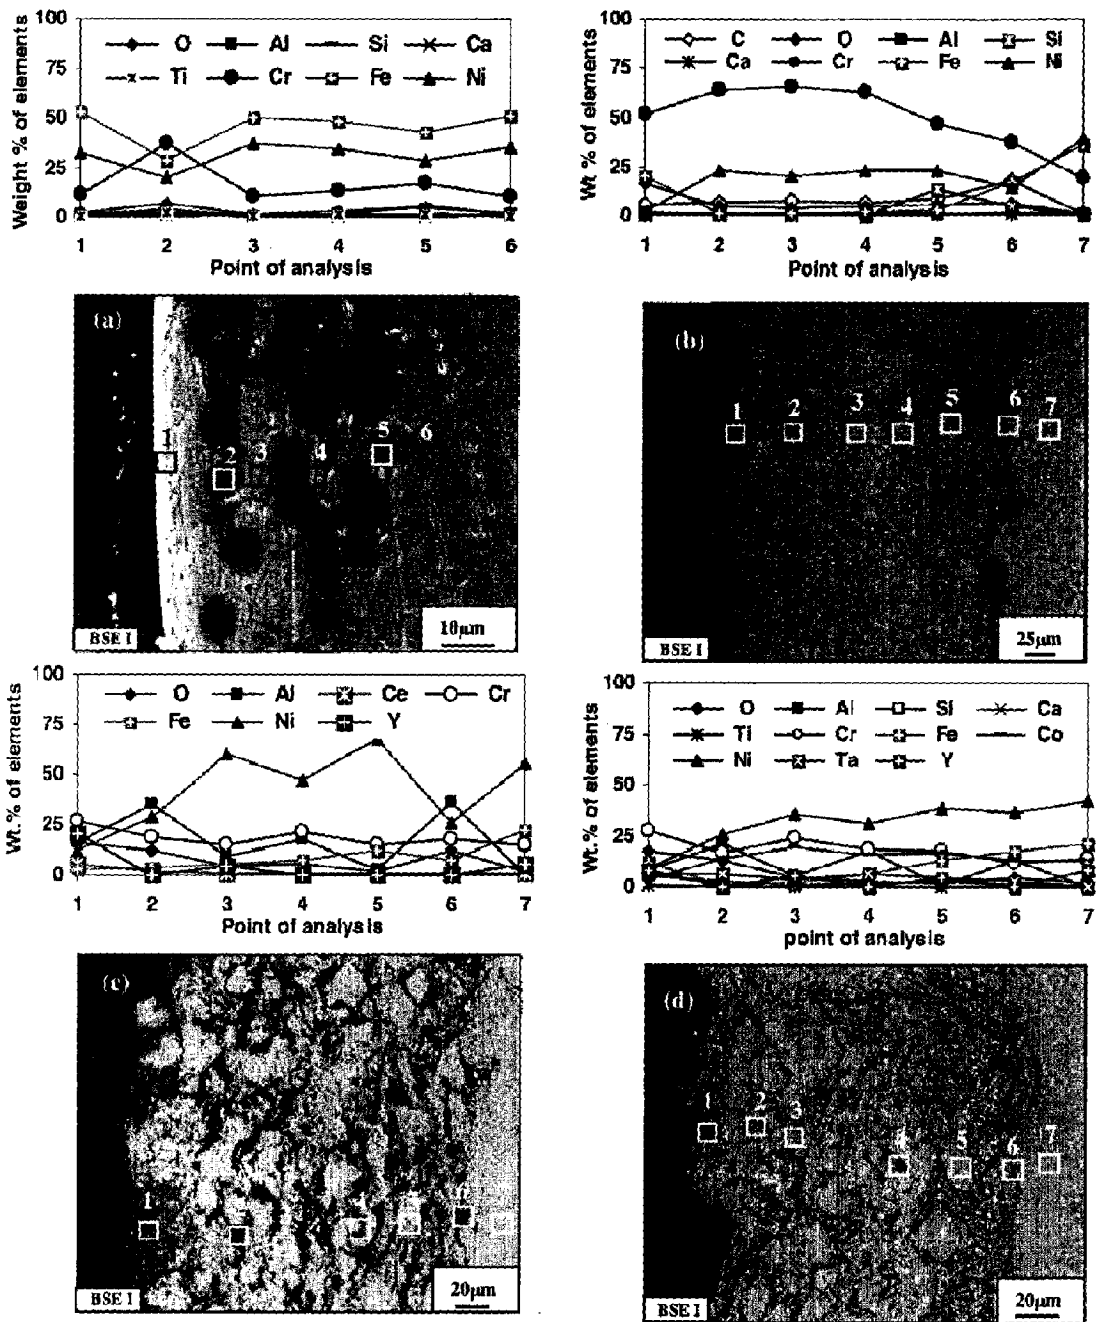 100
75
50
25
0
Weight % of elements
O Al Si Ca
Ti Cr Fe Ni
1 2 3 4 5 6
Point of analysis
100
75
50
25
0
Wt % of elements
C O Al Si
Ca Cr Fe Ni
1 2 3 4 5 6 7
Point of analysis
(a)
1 2 3 4 5 6
BSE I
10µm
(b)
1 2 3 4 5 6 7
BSE I
25µm
100
75
50
25
0
Wt.% of elements
O Al Ce Cr
Fe Ni Y
1 2 3 4 5 6 7
Point of analysis
100
75
50
25
0
Wt.% of elements
O Al Si Ca
Ti Cr Fe Co
Ni Ta Y
1 2 3 4 5 6 7
point of analysis
(c)
1
BSE I
20µm
(d)
1 2 3 4 5 6 7
BSE I
20µm